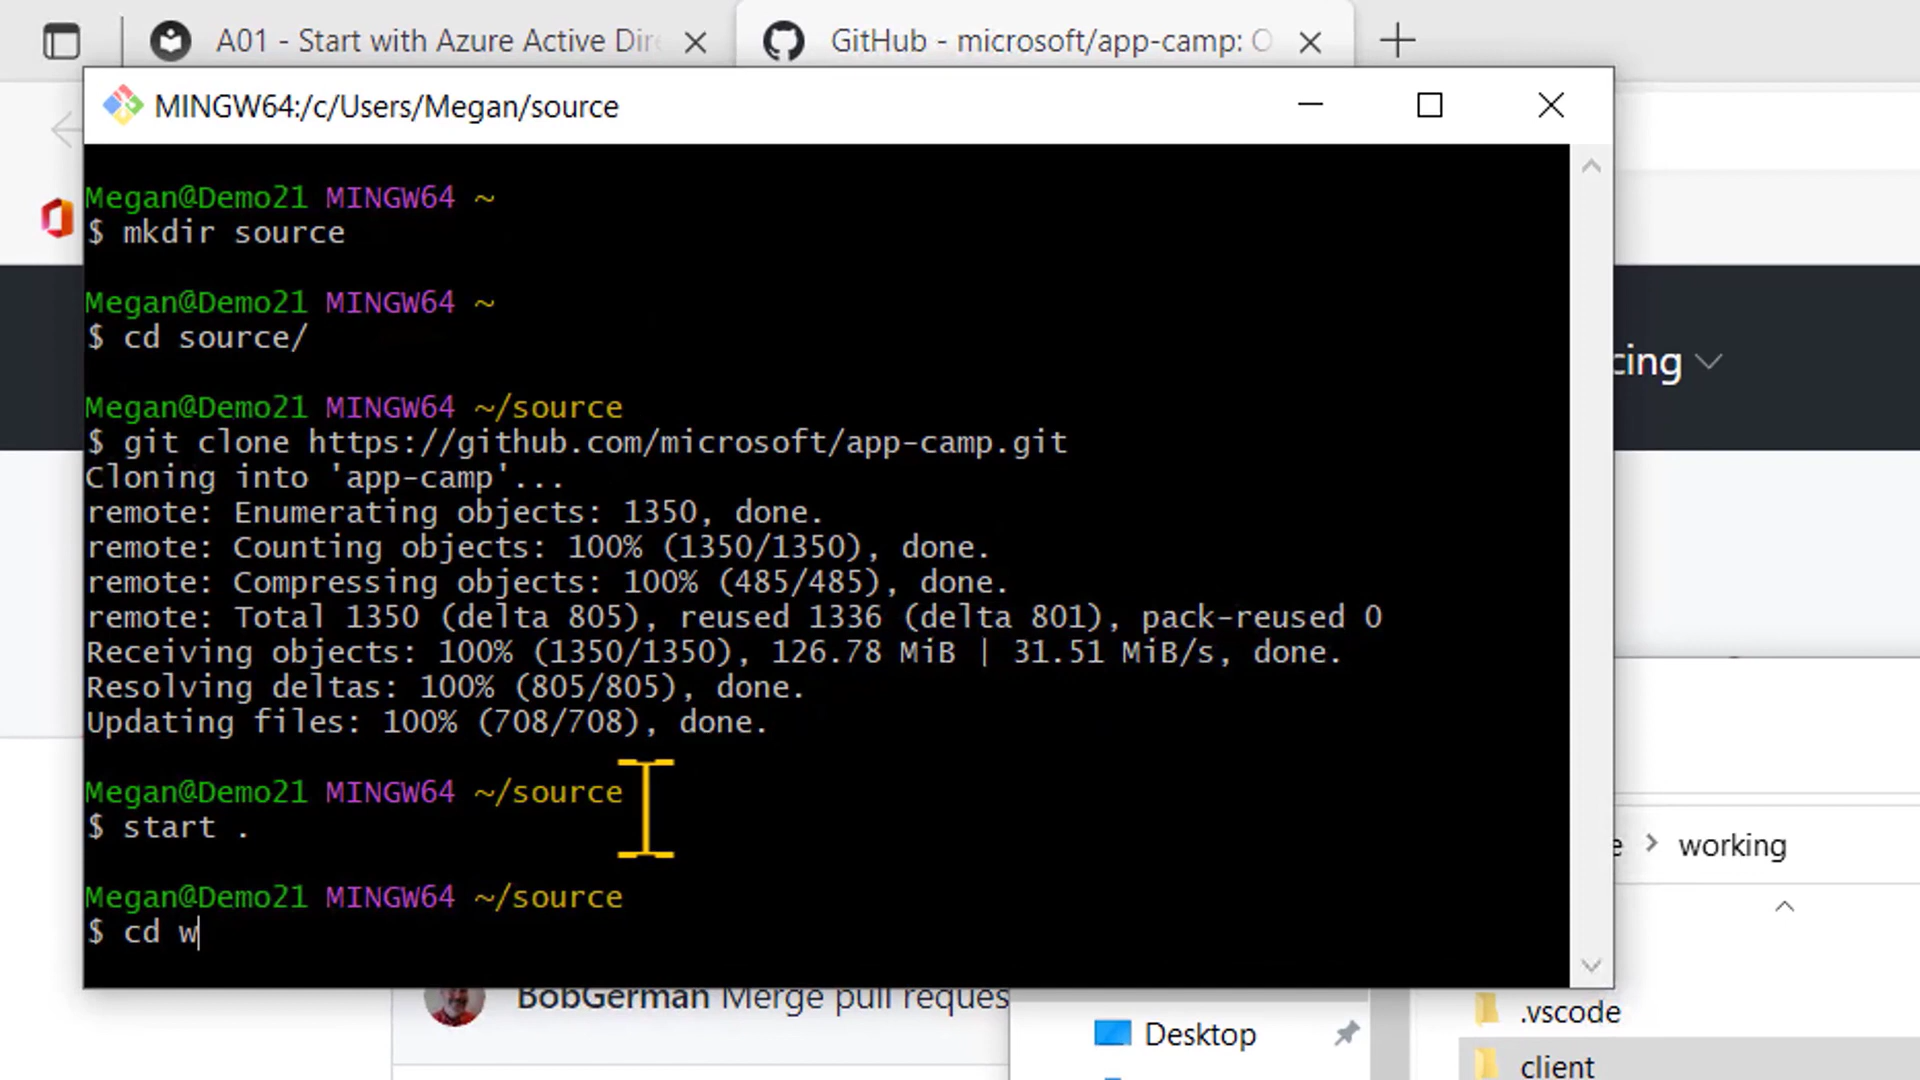 A01 - Start with Azure Active Dire
GitHub - microsoft/app-camp: O
MINGW64:/c/Users/Megan/source
Megan@Demo21 MINGW64 ~
$ mkdir source
Megan@Demo21 MINGW64 ~
$ cd source/
cing
Megan@Demo21 MINGW64 ~/source
$ git clone https://github.com/microsoft/app-camp.git
Cloning into 'app-camp'...
remote: Enumerating objects: 1350, done.
remote: Counting objects: 100% (1350/1350), done.
remote: Compressing objects: 100% (485/485), done.
remote: Total 1350 (delta 805), reused 1336 (delta 801), pack-reused 0
Receiving objects: 100% (1350/1350), 126.78 MiB | 31.51 MiB/s, done.
Resolving deltas: 100% (805/805), done.
Updating files: 100% (708/708), done.
Megan@Demo21 MINGW64 ~/source
$ start .
e > working
Megan@Demo21 MINGW64 ~/source
$ cd w
BobGerman Merge pull reques
.vscode
Desktop
client